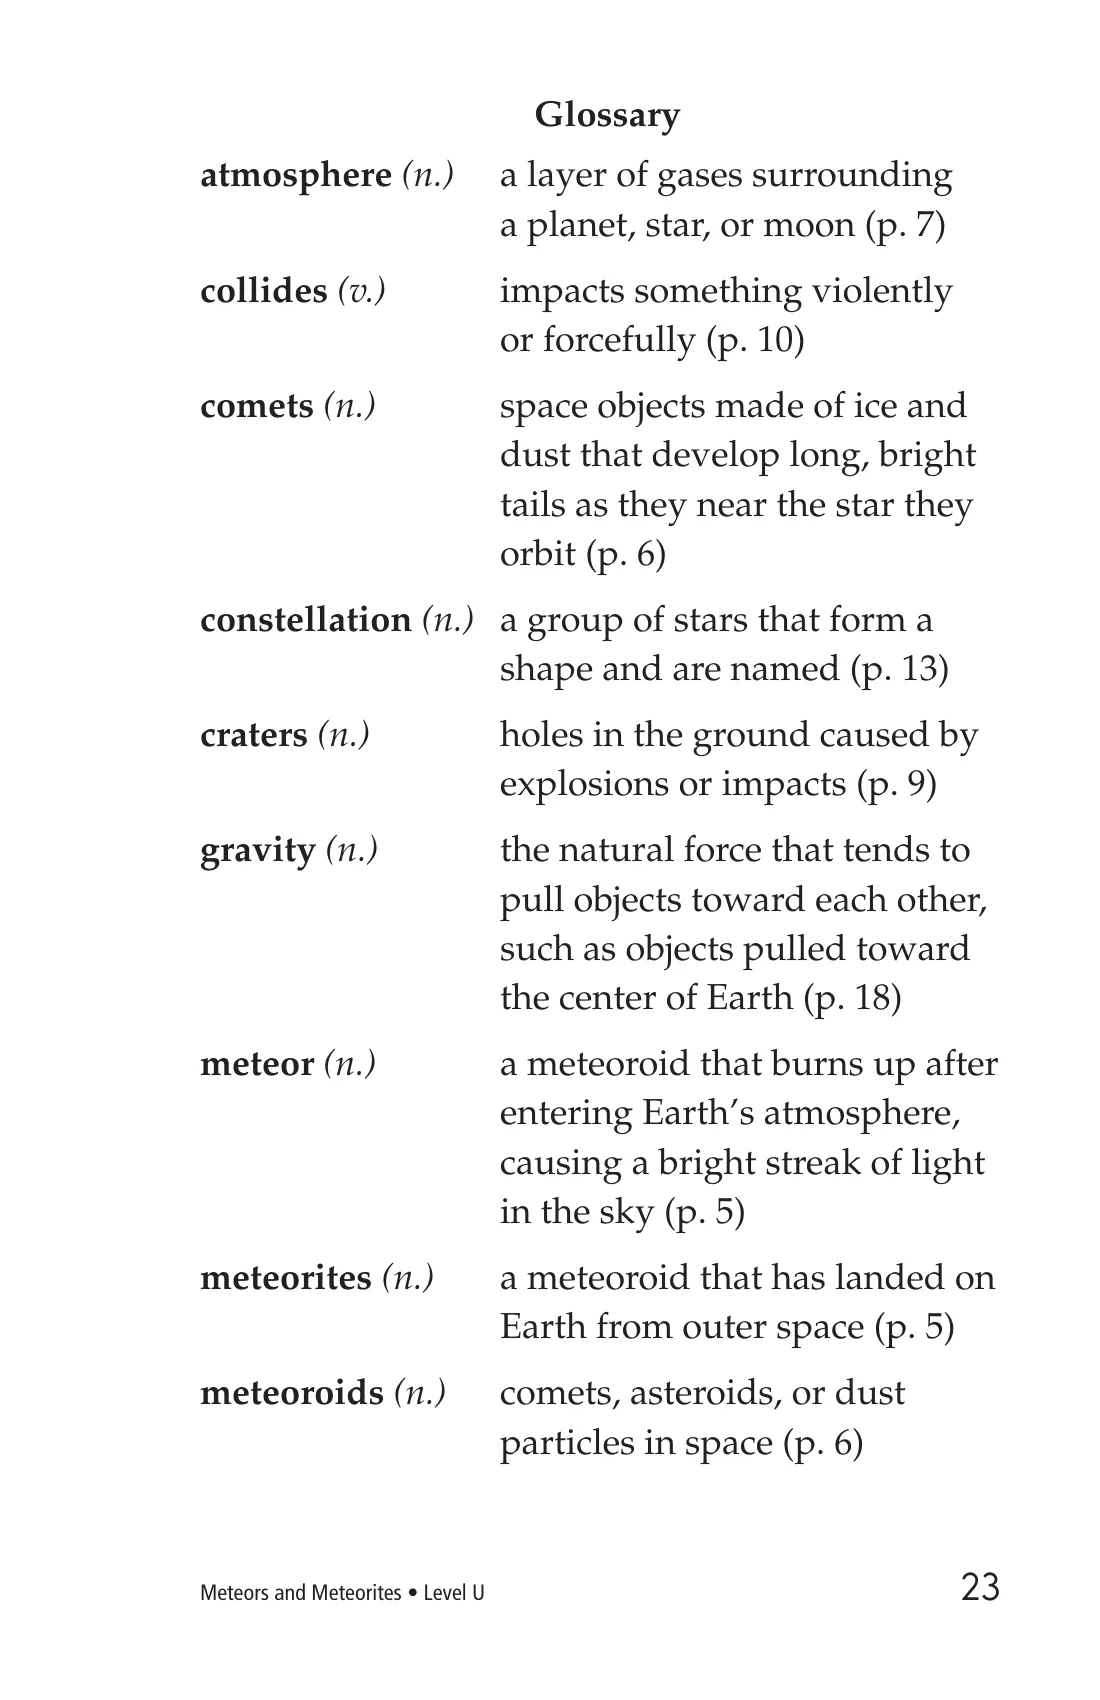 Glossary
atmosphere (n.) a layer of gases surrounding
a planet, star, or moon (p. 7)
collides (v.) impacts something violently
or forcefully (p. 10)
comets (n.) space objects made of ice and
dust that develop long, bright
tails as they near the star they
orbit (p. 6)
constellation (n.) a group of stars that form a
shape and are named (p. 13)
craters (n.) holes in the ground caused by
explosions or impacts (p. 9)
gravity (n.) the natural force that tends to
pull objects toward each other,
such as objects pulled toward
the center of Earth (p. 18)
meteor (n.) a meteoroid that burns up after
entering Earth’s atmosphere,
causing a bright streak of light
in the sky (p. 5)
meteorites (n.) a meteoroid that has landed on
Earth from outer space (p. 5)
meteoroids (n.) comets, asteroids, or dust
particles in space (p. 6)
Meteors and Meteorites • Level U 23